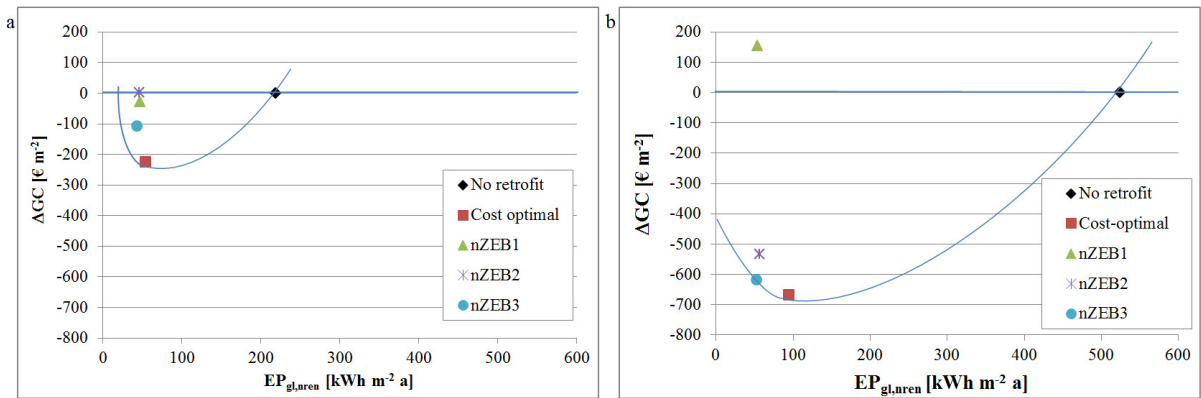 a
200
100
0
-100
-200
-300
-400
-500
-600
-700
-800
ΔGC [€ m-2]
0 100 200 300 400 500 600
EPgl,nren [kWh m-2 a]
No retrofit
Cost optimal
nZEB1
nZEB2
nZEB3
b
200
100
0
-100
-200
-300
-400
-500
-600
-700
-800
ΔGC [€ m-2]
0 100 200 300 400 500 600
EPgl,nren [kWh m-2 a]
No retrofit
Cost-optimal
nZEB1
nZEB2
nZEB3